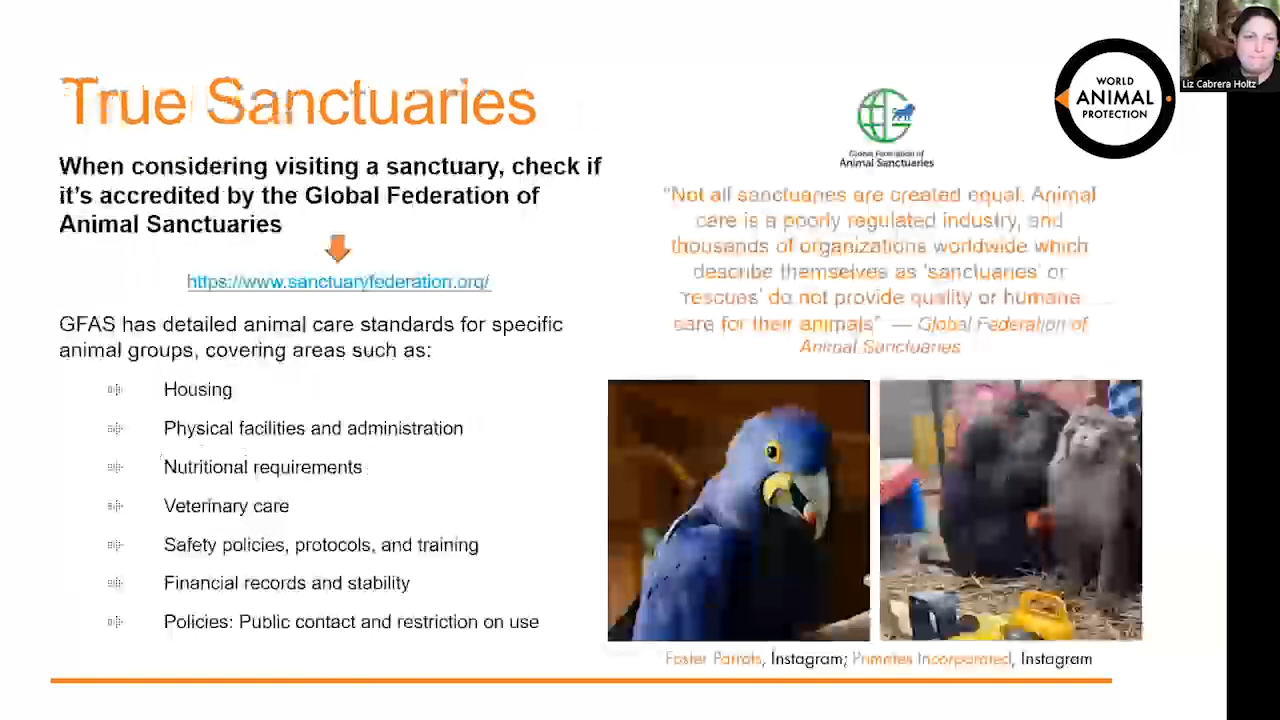 True Sanctuaries
When considering visiting a sanctuary, check if
it's accredited by the Global Federation of
Animal Sanctuaries
https://www.sanctuaryfederation.org/
GFAS has detailed animal care standards for specific
animal groups, covering areas such as:
Housing
Physical facilities and administration
Nutritional requirements
Veterinary care
Safety policies, protocols, and training
Financial records and stability
Policies: Public contact and restriction on use
Global Federation of
Animal Sanctuaries
"Not all sanctuaries are created equal. Animal
care is a poorly regulated industry, and
thousands of organizations worldwide which
describe themselves as 'sanctuaries' or
'rescues' do not provide quality or humane
care for their animals" — Global Federation of
Animal Sanctuaries
Foster Parrots, Instagram; Primates Incorporated, Instagram
WORLD
ANIMAL
PROTECTION
Liz Cabrera Holtz